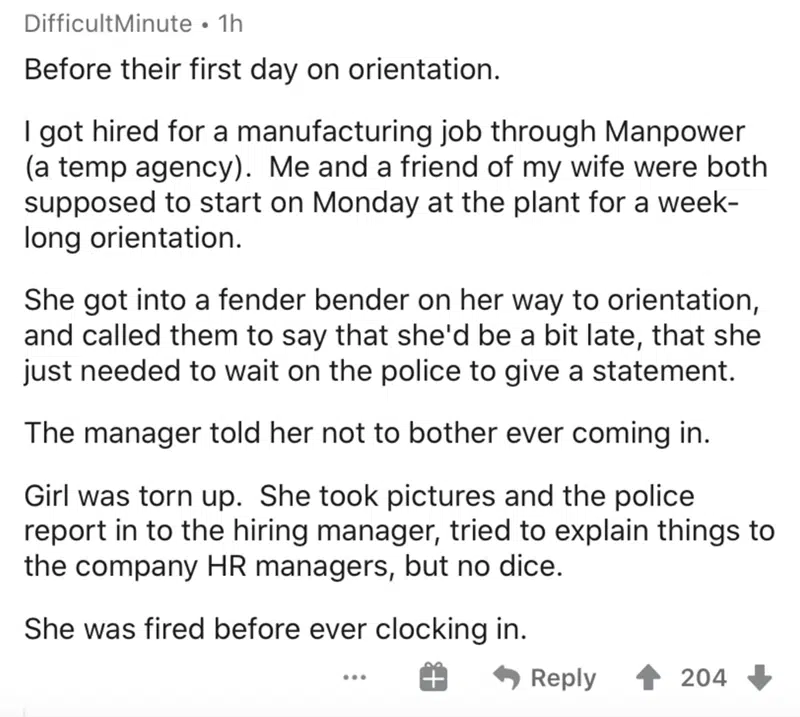 DifficultMinute • 1h
Before their first day on orientation.
I got hired for a manufacturing job through Manpower
(a temp agency).  Me and a friend of my wife were both
supposed to start on Monday at the plant for a week-
long orientation.
She got into a fender bender on her way to orientation,
and called them to say that she'd be a bit late, that she
just needed to wait on the police to give a statement.
The manager told her not to bother ever coming in.
Girl was torn up.  She took pictures and the police
report in to the hiring manager, tried to explain things to
the company HR managers, but no dice.
She was fired before ever clocking in.
... Reply 204